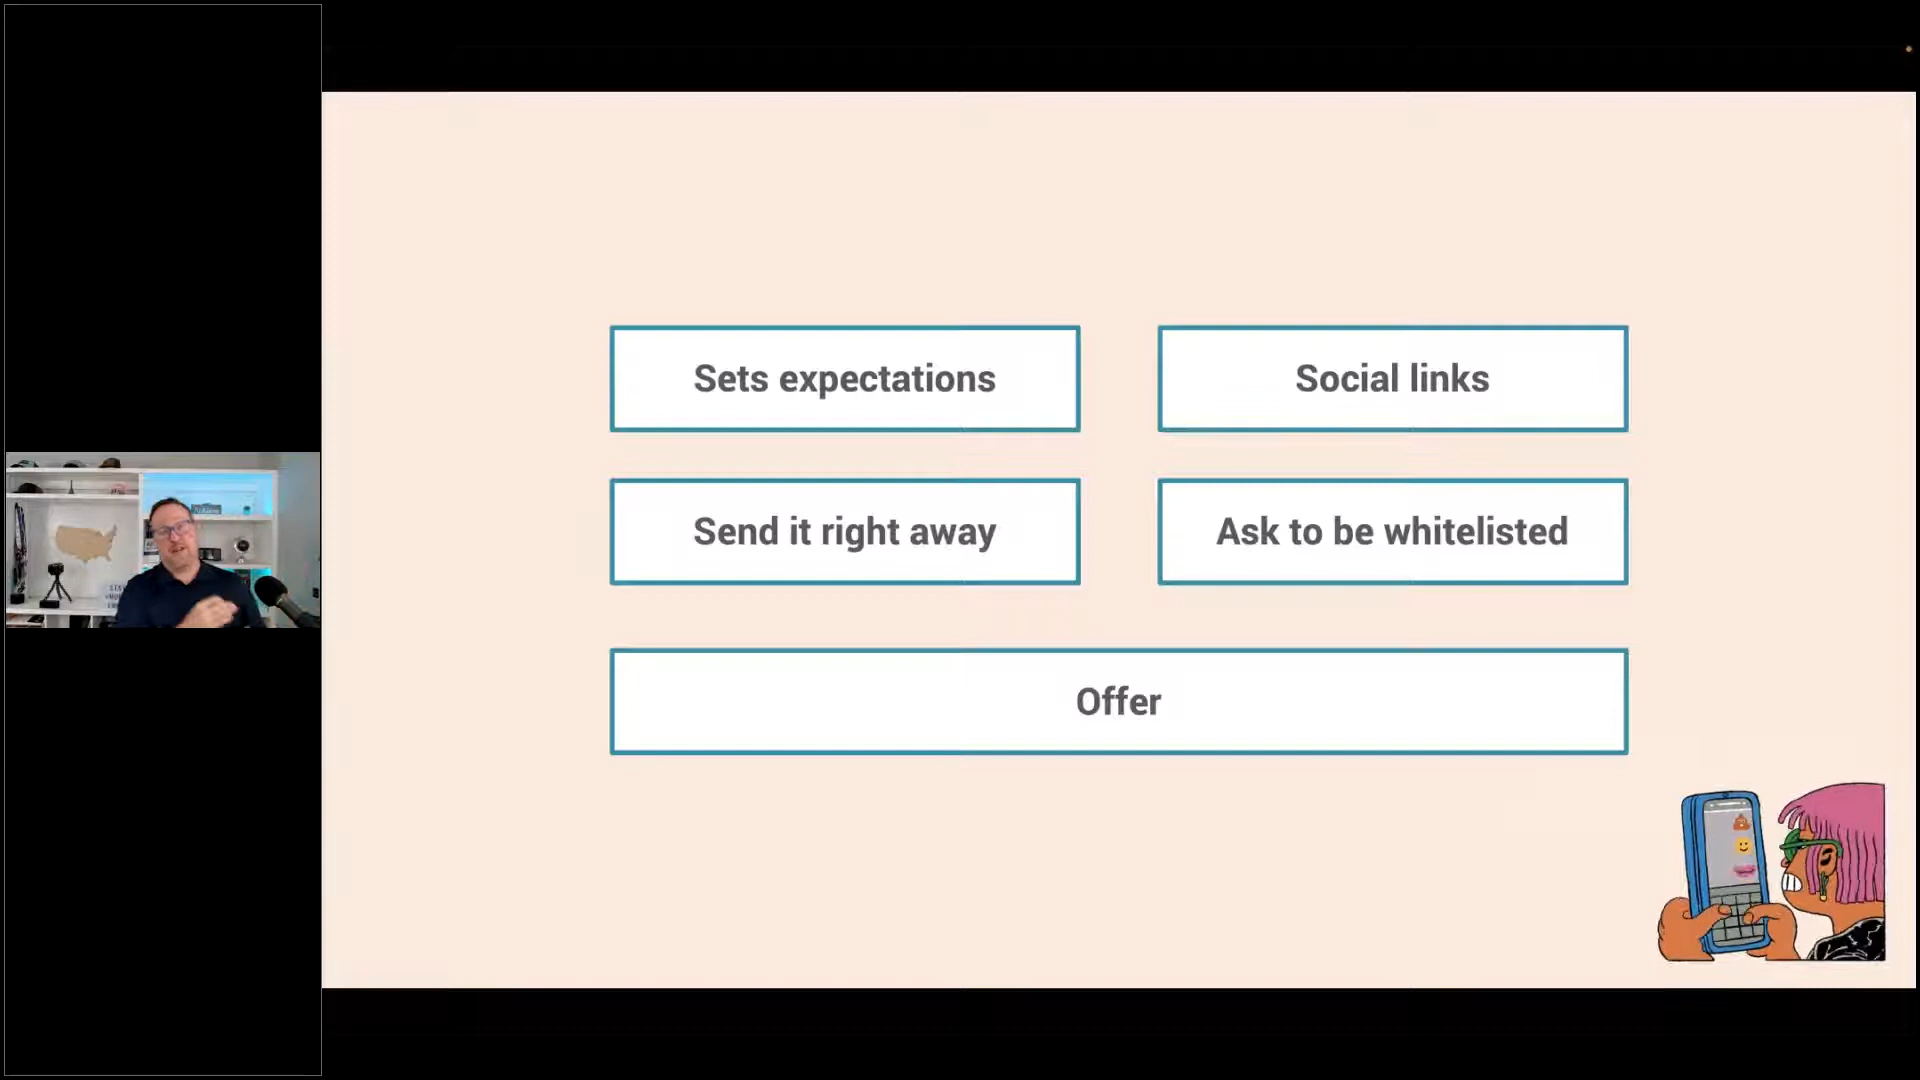 Sets expectations
Social links
Send it right away
Ask to be whitelisted
Offer